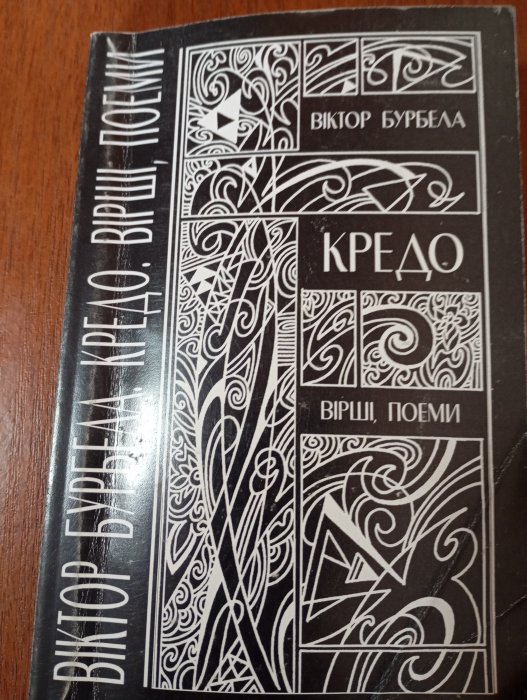 ВІКТОР БУРБЕЛА КРЕДО. ВІРШІ, ПОЕМИ
ВІКТОР БУРБЕЛА
КРЕДО
ВІРШІ, ПОЕМИ